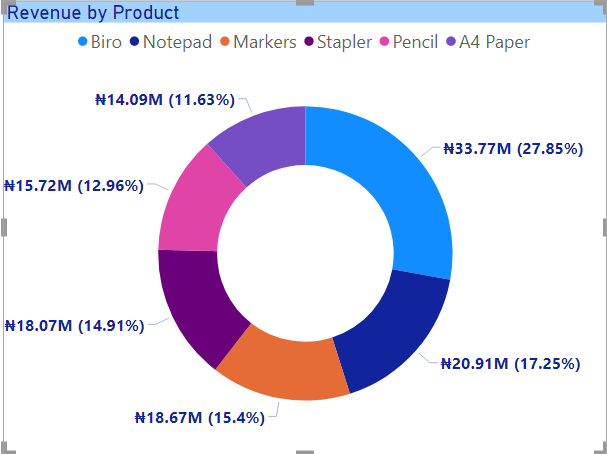 Revenue by Product
Biro Notepad Markers Stapler Pencil A4 Paper
₦14.09M (11.63%)
₦33.77M (27.85%)
₦15.72M (12.96%)
₦18.07M (14.91%)
₦20.91M (17.25%)
₦18.67M (15.4%)